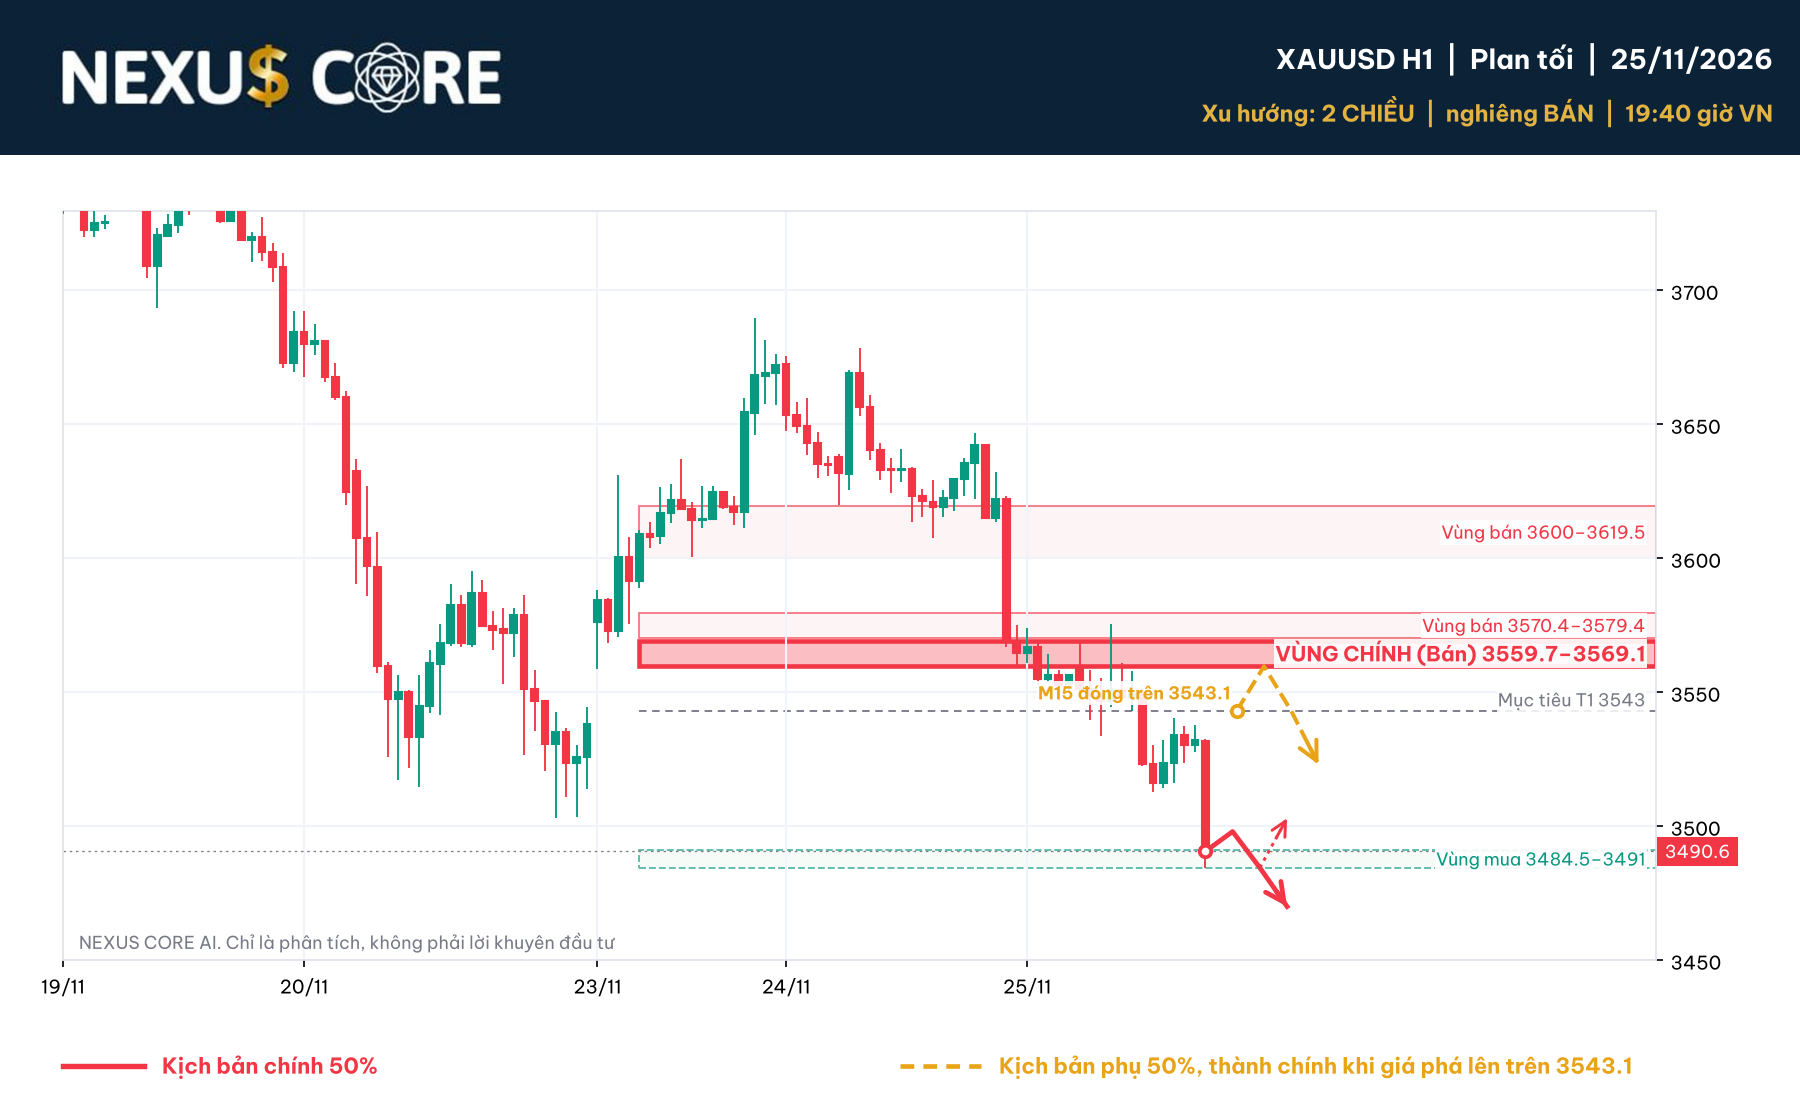 NEXU$ CORE
XAUUSD H1 | Plan tối | 25/11/2026
Xu hướng: 2 CHIỀU | nghiêng BÁN | 19:40 giờ VN
3700
3650
Vùng bán 3600–3619.5
3600
Vùng bán 3570.4–3579.4
VÙNG CHÍNH (Bán) 3559.7–3569.1
M15 đóng trên 3543.1
Mục tiêu T1 3543
3550
3500
3490.6
Vùng mua 3484.5–3491
NEXUS CORE AI. Chỉ là phân tích, không phải lời khuyên đầu tư
3450
19/11
20/11
23/11
24/11
25/11
Kịch bản chính 50%
Kịch bản phụ 50%, thành chính khi giá phá lên trên 3543.1